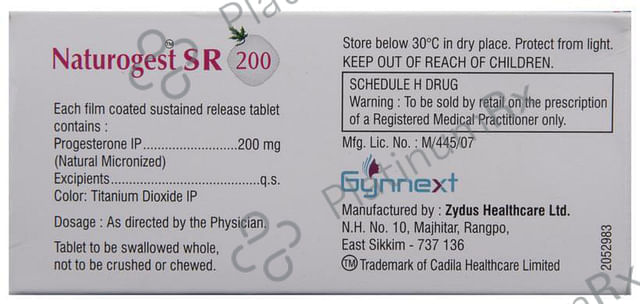 Naturogest™ SR 200
Each film coated sustained release tablet
contains :
Progesterone IP........................200 mg
(Natural Micronized)
Excipients.................................q.s.
Color: Titanium Dioxide IP
Dosage : As directed by the Physician.
Tablet to be swallowed whole,
not to be crushed or chewed.
Store below 30°C in dry place. Protect from light.
KEEP OUT OF REACH OF CHILDREN.
SCHEDULE H DRUG
Warning : To be sold by retail on the prescription
of a Registered Medical Practitioner only.
Mfg. Lic. No. : M/445/07
Gynnext
Manufactured by : Zydus Healthcare Ltd.
N.H. No. 10, Majhitar, Rangpo,
East Sikkim - 737 136
TM Trademark of Cadila Healthcare Limited
2052983
PlatinumRx
PlatinumRx